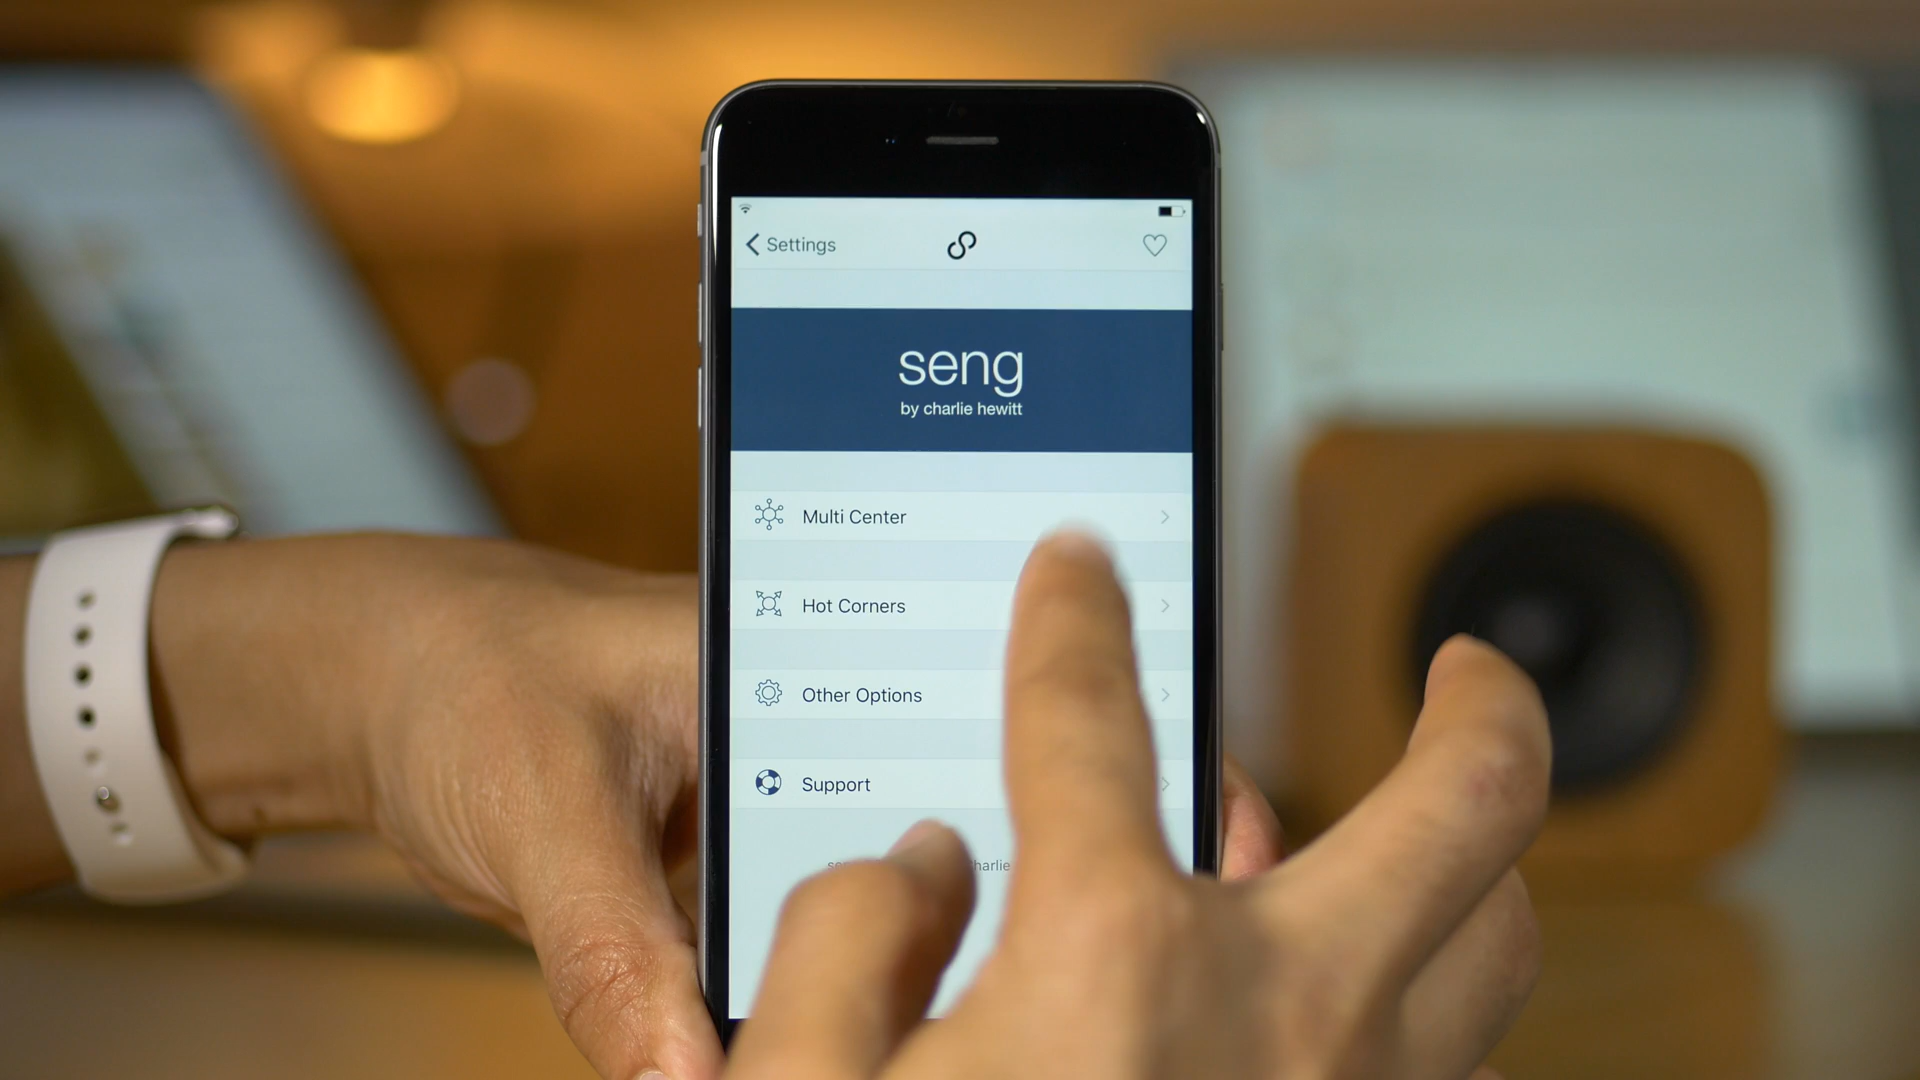 Settings
seng
by charlie hewitt
Multi Center
Hot Corners
Other Options
Support